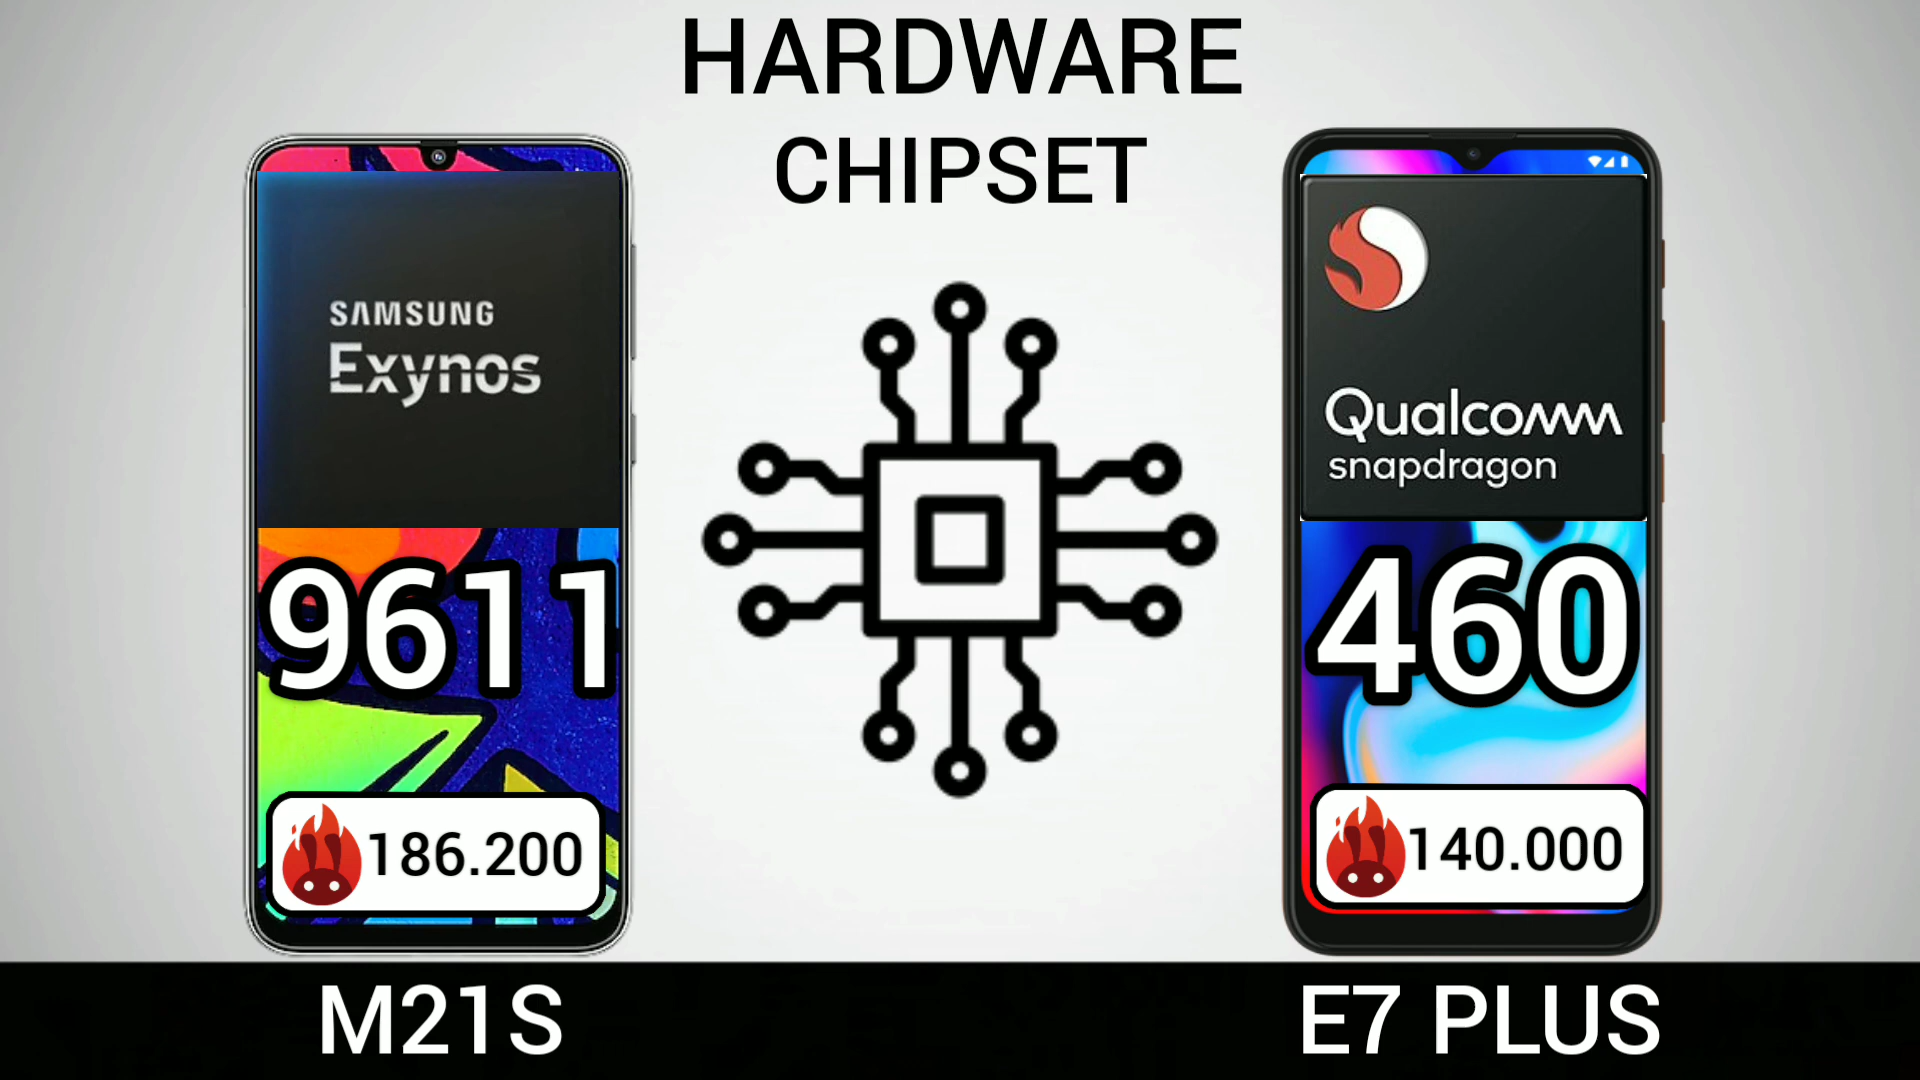 HARDWARE
CHIPSET
SAMSUNG
Exynos
9611
186.200
M21S
Qualcomm
snapdragon
460
140.000
E7 PLUS